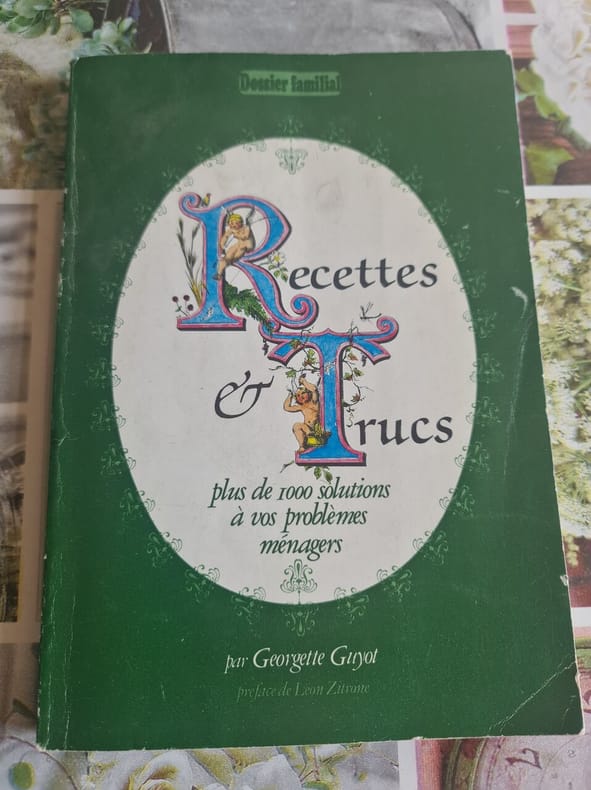 Dossier familial
Recettes
& Trucs
plus de 1000 solutions
à vos problèmes
ménagers
par Georgette Guyot
préface de Léon Zitrone